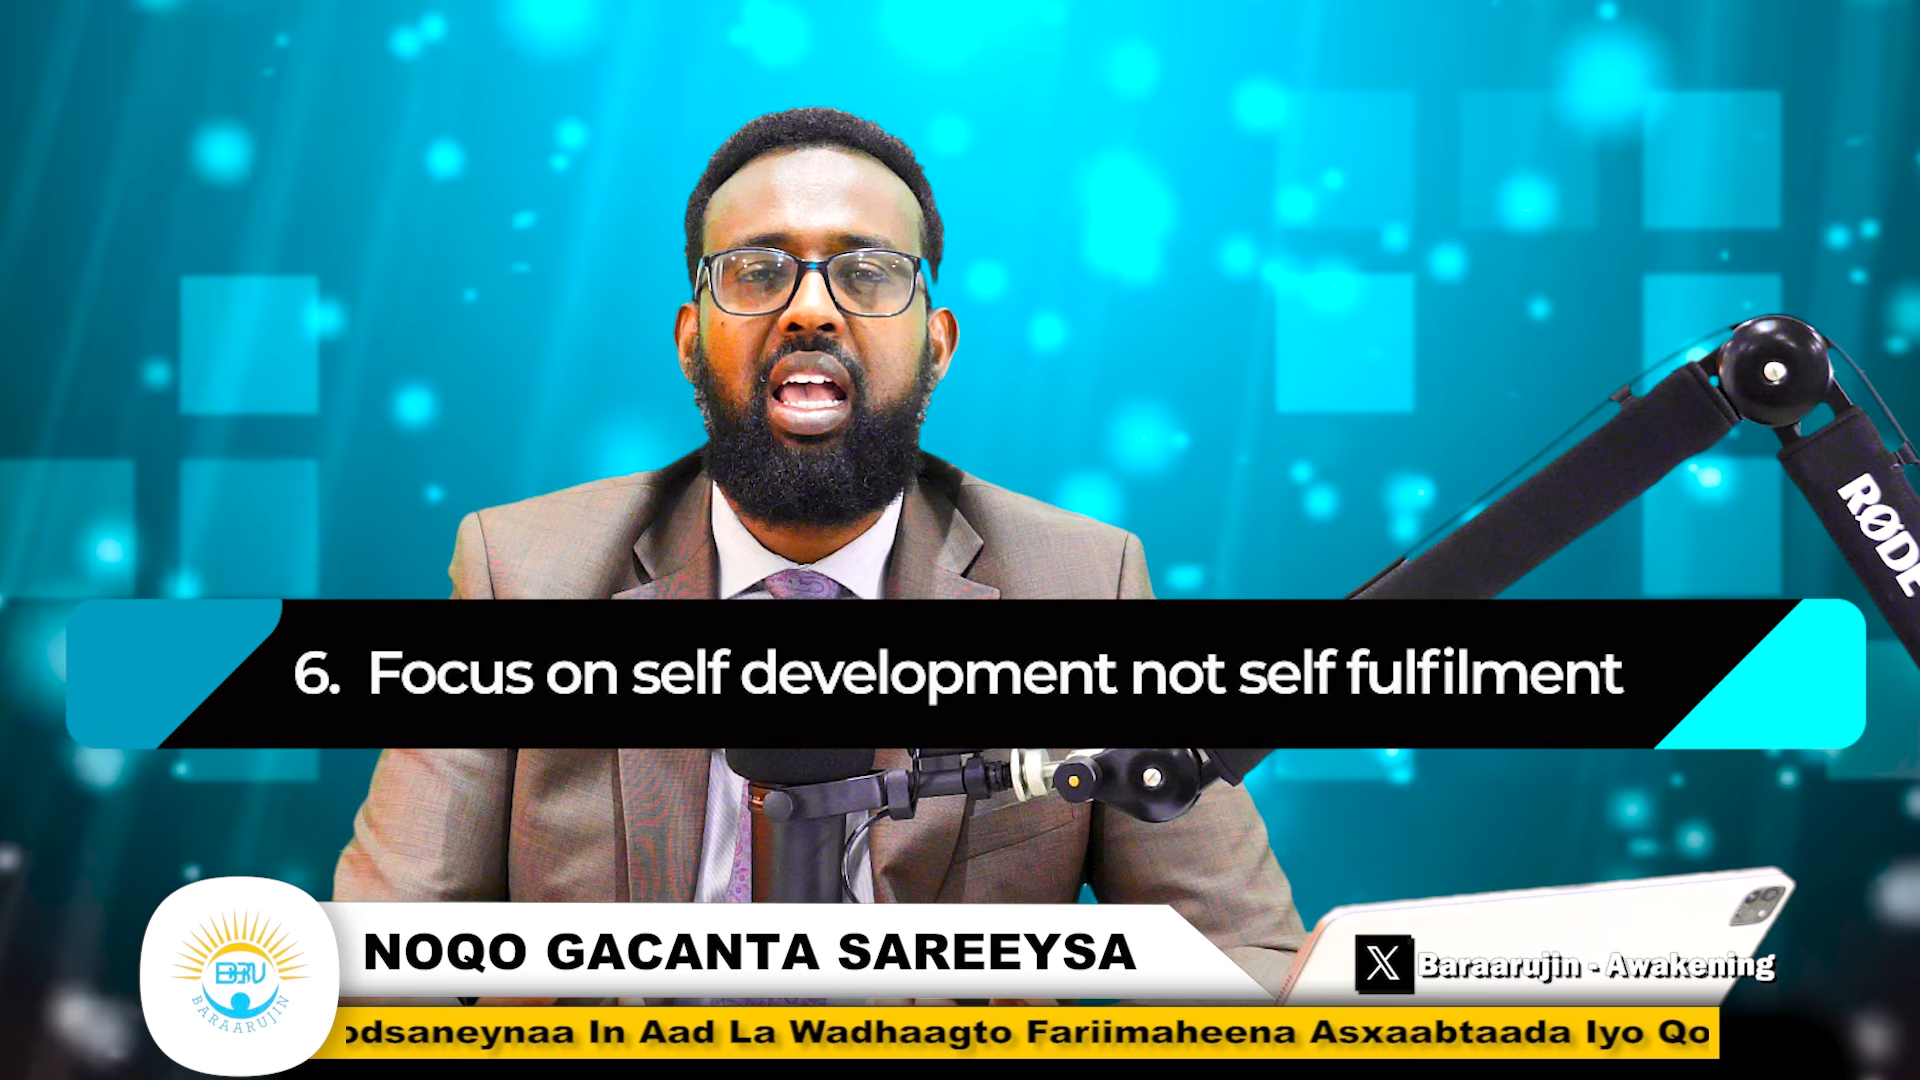 RØDE
6. Focus on self development not self fulfilment
NOQO GACANTA SAREEYSA
BARAARUJIN
X Baraarujin - Awakening
odsaneynaa In Aad La Wadhaagto Fariimaheena Asxaabtaada Iyo Qo